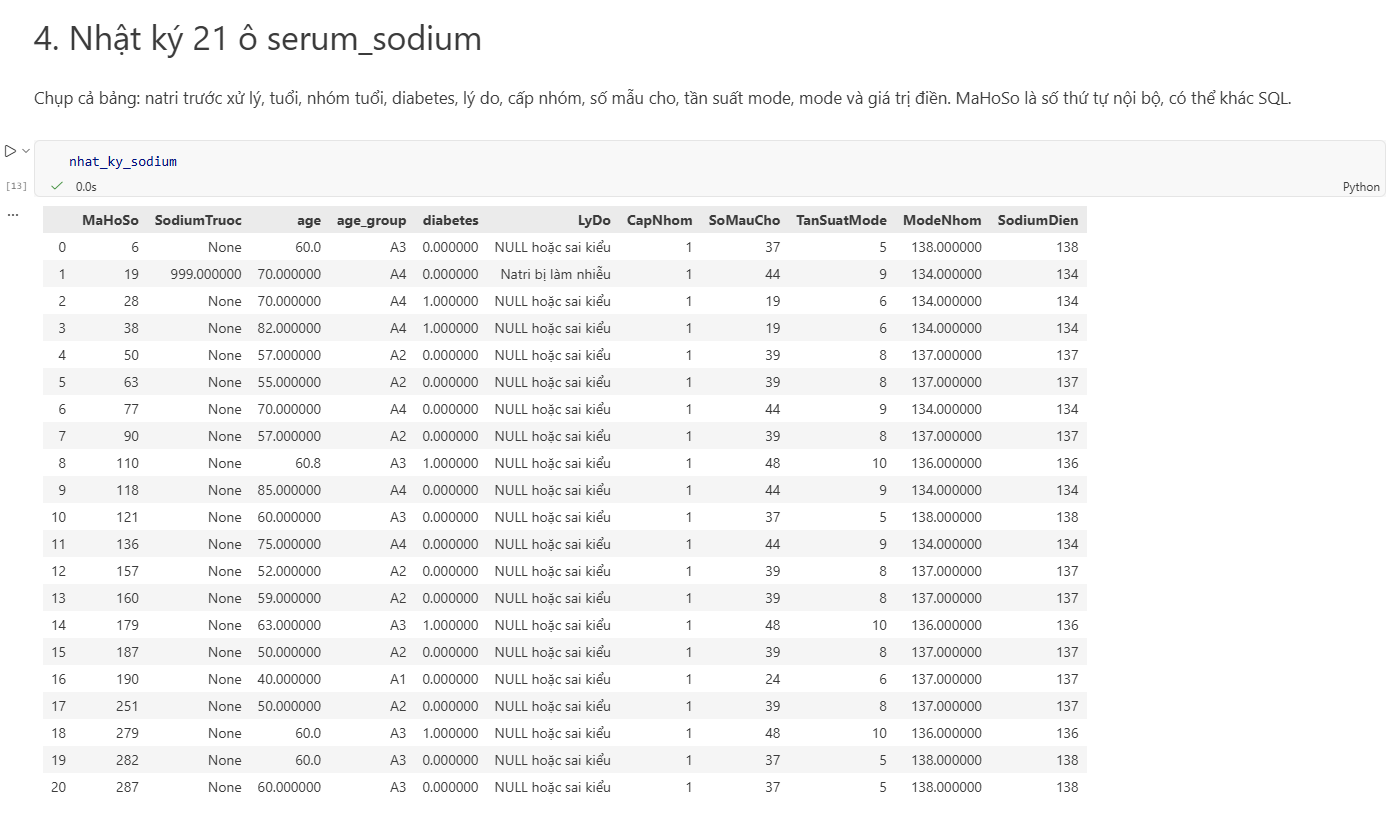 4. Nhật ký 21 ô serum_sodium
Chụp cả bảng: natri trước xử lý, tuổi, nhóm tuổi, diabetes, lý do, cấp nhóm, số mẫu cho, tần suất mode, mode và giá trị điền. MaHoSo là số thứ tự nội bộ, có thể khác SQL.
nhat_ky_sodium
[13] 0.0s Python
...
MaHoSo SodiumTruoc age age_group diabetes LyDo CapNhom SoMauCho TanSuatMode ModeNhom SodiumDien
0 6 None 60.0 A3 0.000000 NULL hoặc sai kiểu 1 37 5 138.000000 138
1 19 999.000000 70.000000 A4 0.000000 Natri bị làm nhiễu 1 44 9 134.000000 134
2 28 None 70.000000 A4 1.000000 NULL hoặc sai kiểu 1 19 6 134.000000 134
3 38 None 82.000000 A4 1.000000 NULL hoặc sai kiểu 1 19 6 134.000000 134
4 50 None 57.000000 A2 0.000000 NULL hoặc sai kiểu 1 39 8 137.000000 137
5 63 None 55.000000 A2 0.000000 NULL hoặc sai kiểu 1 39 8 137.000000 137
6 77 None 70.000000 A4 0.000000 NULL hoặc sai kiểu 1 44 9 134.000000 134
7 90 None 57.000000 A2 0.000000 NULL hoặc sai kiểu 1 39 8 137.000000 137
8 110 None 60.8 A3 1.000000 NULL hoặc sai kiểu 1 48 10 136.000000 136
9 118 None 85.000000 A4 0.000000 NULL hoặc sai kiểu 1 44 9 134.000000 134
10 121 None 60.000000 A3 0.000000 NULL hoặc sai kiểu 1 37 5 138.000000 138
11 136 None 75.000000 A4 0.000000 NULL hoặc sai kiểu 1 44 9 134.000000 134
12 157 None 52.000000 A2 0.000000 NULL hoặc sai kiểu 1 39 8 137.000000 137
13 160 None 59.000000 A2 0.000000 NULL hoặc sai kiểu 1 39 8 137.000000 137
14 179 None 63.000000 A3 1.000000 NULL hoặc sai kiểu 1 48 10 136.000000 136
15 187 None 50.000000 A2 0.000000 NULL hoặc sai kiểu 1 39 8 137.000000 137
16 190 None 40.000000 A1 0.000000 NULL hoặc sai kiểu 1 24 6 137.000000 137
17 251 None 50.000000 A2 0.000000 NULL hoặc sai kiểu 1 39 8 137.000000 137
18 279 None 60.0 A3 1.000000 NULL hoặc sai kiểu 1 48 10 136.000000 136
19 282 None 60.0 A3 0.000000 NULL hoặc sai kiểu 1 37 5 138.000000 138
20 287 None 60.000000 A3 0.000000 NULL hoặc sai kiểu 1 37 5 138.000000 138